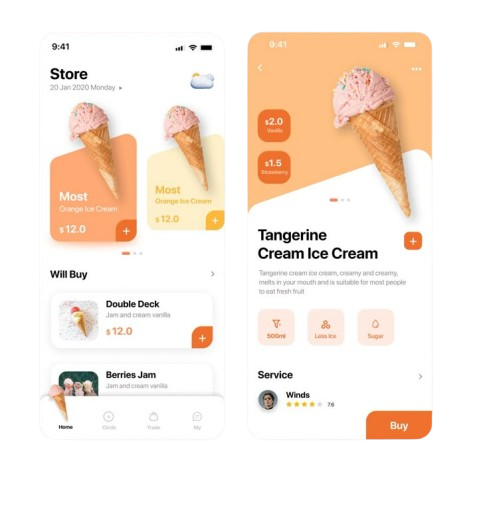 9:41
Store
20 Jan 2020 Monday
Most
Orange Ice Cream
$ 12.0
Most
Orange Ice Cream
$ 12.0
Will Buy
Double Deck
Jam and cream vanilla
$ 12.0
Berries Jam
Jam and cream vanilla
Home
Trade
My
9:41
$2.0
Vanilla
$1.5
Strawberry
Tangerine
Cream Ice Cream
Tangerine cream ice cream, creamy and creamy,
melts in your mouth and is suitable for most people
to eat fresh fruit
500ml
Less Ice
Sugar
Service
Winds
7.6
Buy